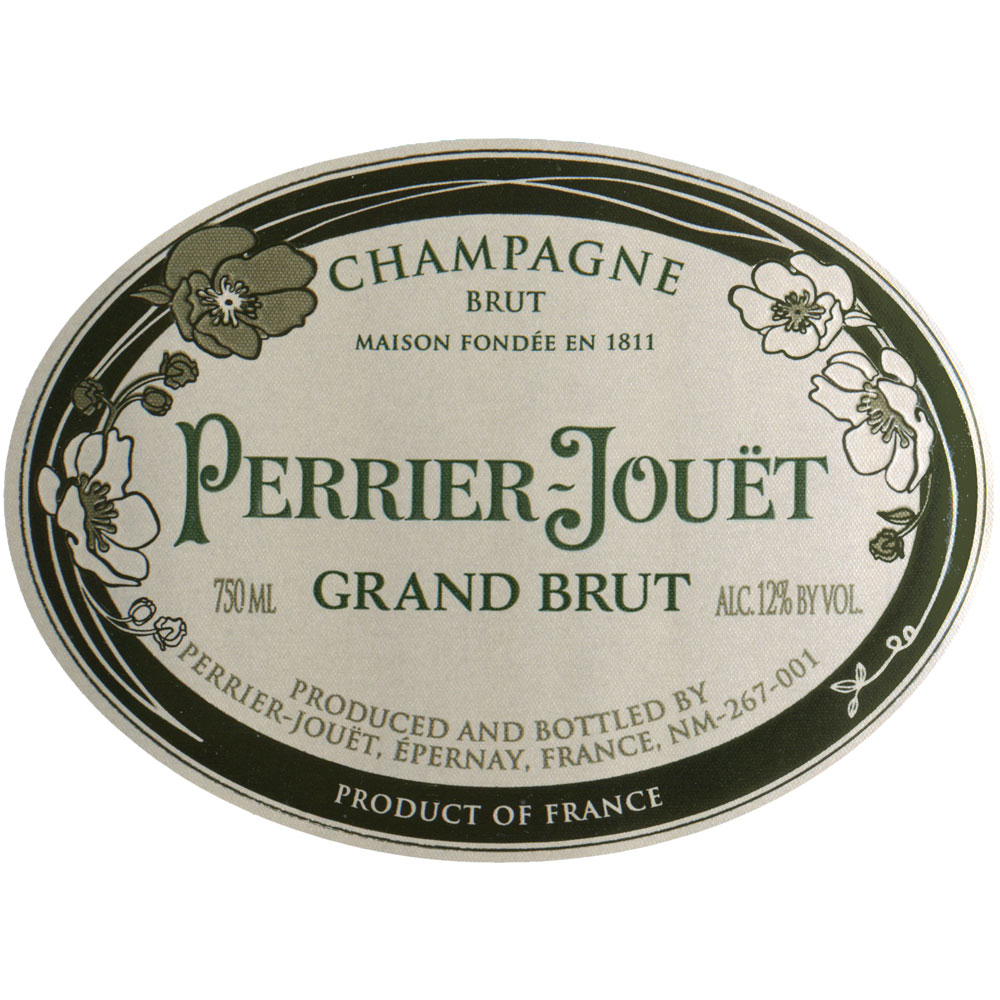 CHAMPAGNE
BRUT
MAISON FONDÉE EN 1811
PERRIER-JOUËT
750 ML GRAND BRUT ALC. 12% BY VOL.
PRODUCED AND BOTTLED BY
PERRIER-JOUËT, ÉPERNAY, FRANCE, NM-267-001
PRODUCT OF FRANCE